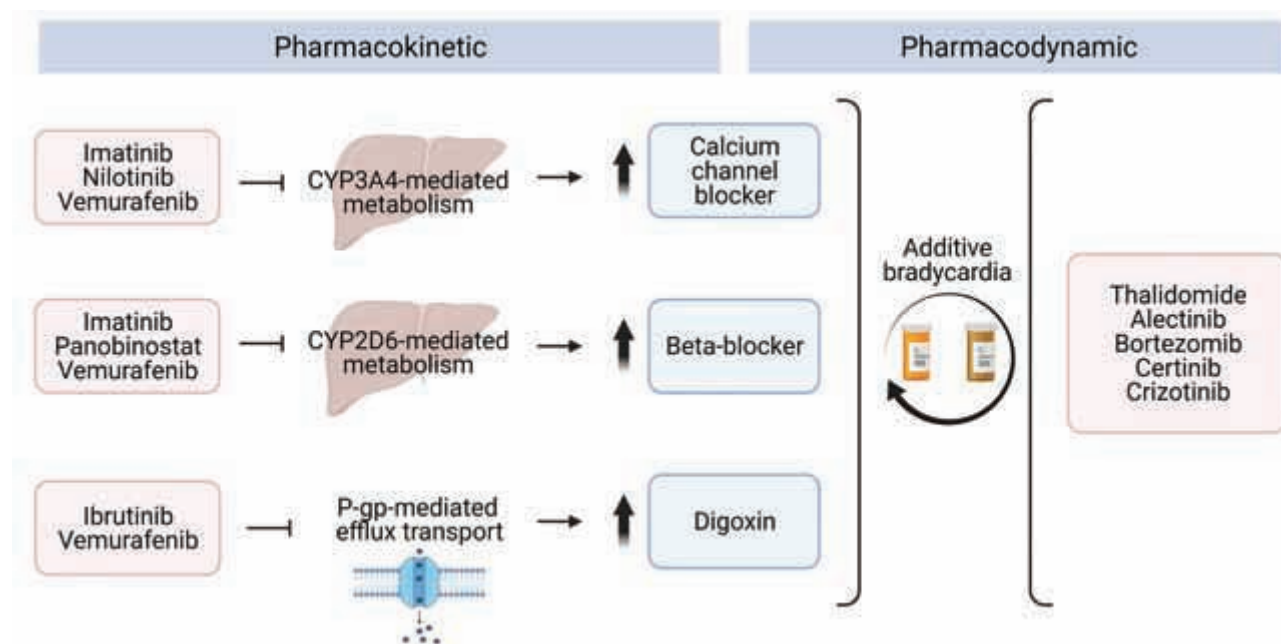 Pharmacokinetic
Pharmacodynamic
Imatinib
Nilotinib
Vemurafenib
CYP3A4-mediated
metabolism
Calcium
channel
blocker
Imatinib
Panobinostat
Vemurafenib
CYP2D6-mediated
metabolism
Beta-blocker
Ibrutinib
Vemurafenib
P-gp-mediated
efflux transport
Digoxin
Additive
bradycardia
Thalidomide
Alectinib
Bortezomib
Certinib
Crizotinib